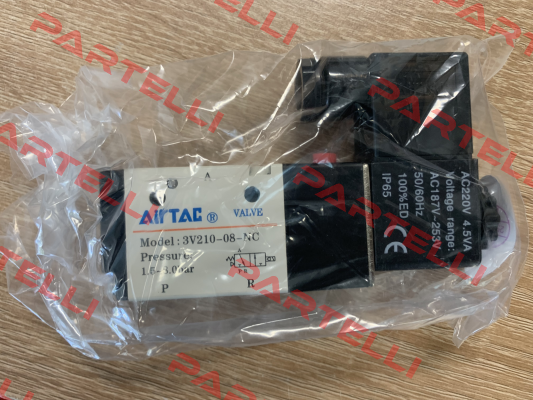 PARTELLI
PARTELLI
PARTELLI
PARTELLI
PARTELLI
A
AIRTAC ® VALVE
Model: 3V210-08-NC
Pressure:
1.5-8.0bar
P R
AC220V 4.5VA
Voltage range:
AC187V-253V
50/60Hz
100%ED
IP65
CE